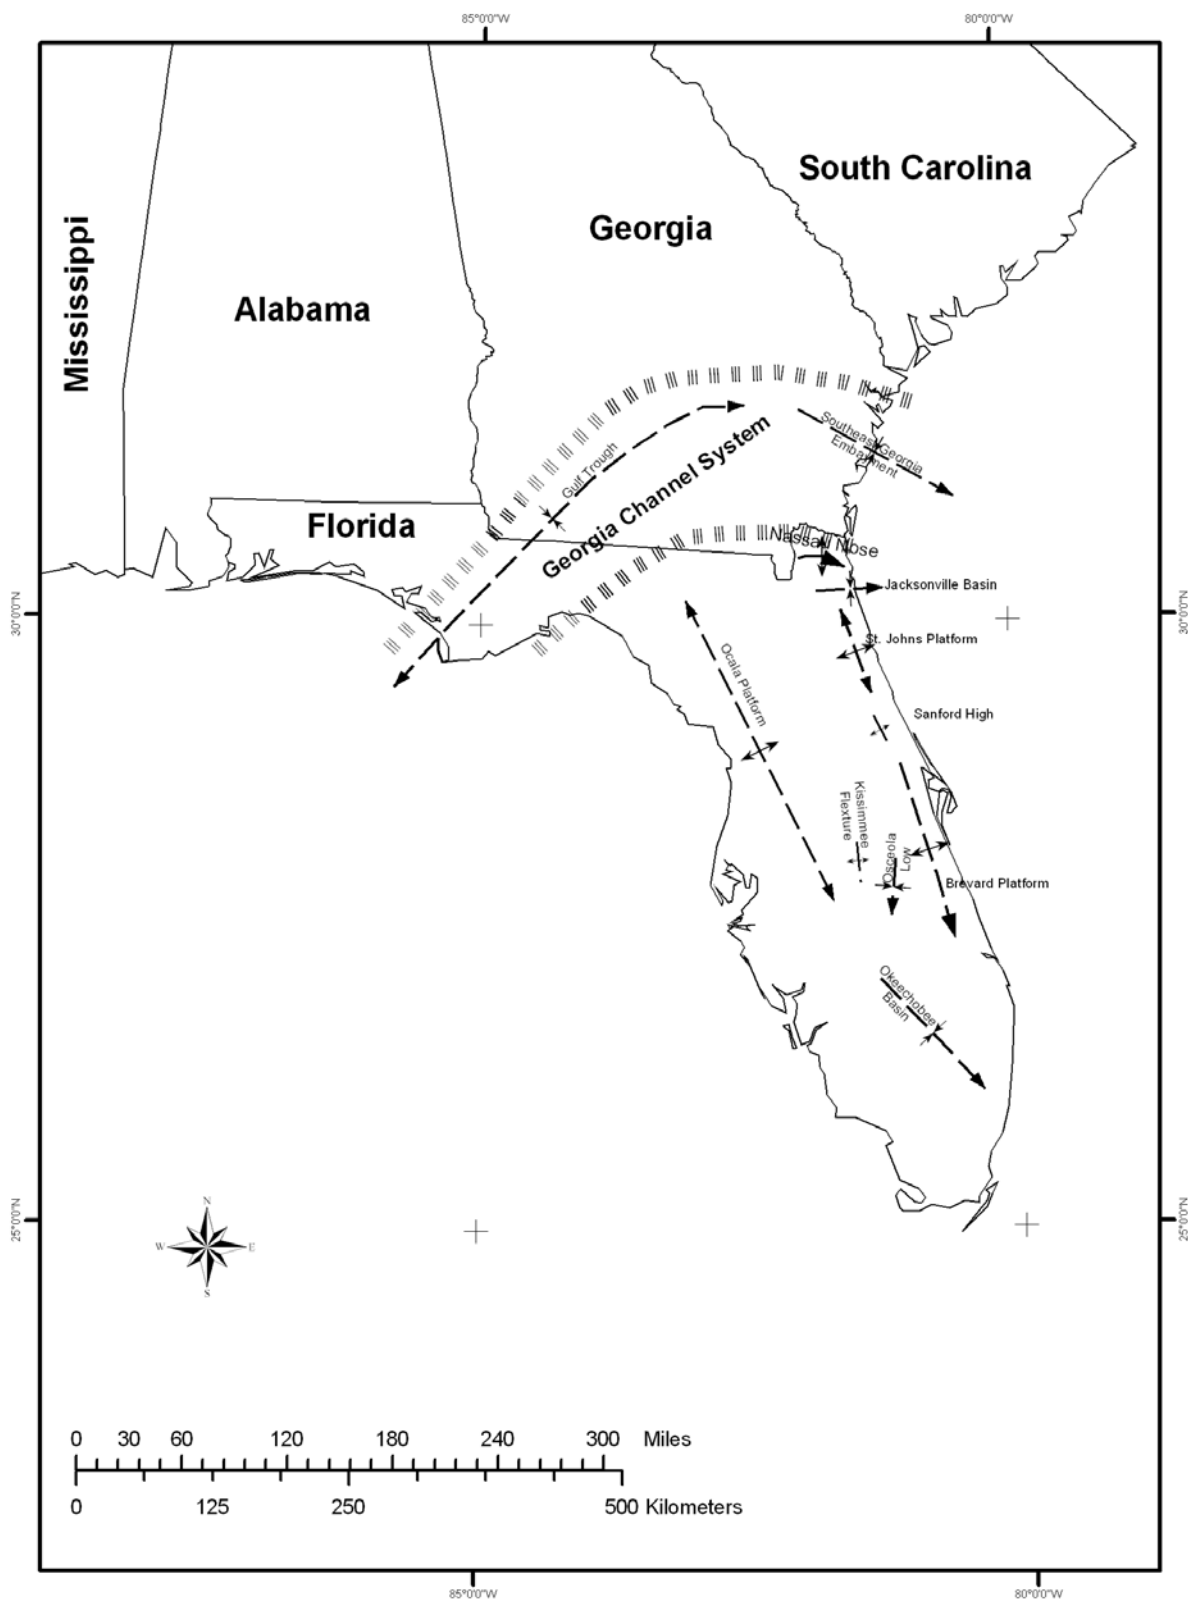 85°0'0"W
80°0'0"W
South Carolina
Georgia
Mississippi
Alabama
Southeast Georgia
Embayment
Gulf Trough
Georgia Channel System
Florida
Nassau Nose
Jacksonville Basin
30°0'0"N
30°0'0"N
St. Johns Platform
Ocala Platform
Sanford High
Kissimmee
Flexture
Osceola
Low
Brevard Platform
Okeechobee
Basin
N
W
E
S
25°0'0"N
25°0'0"N
0 30 60 120 180 240 300 Miles
0 125 250 500 Kilometers
85°0'0"W
80°0'0"W